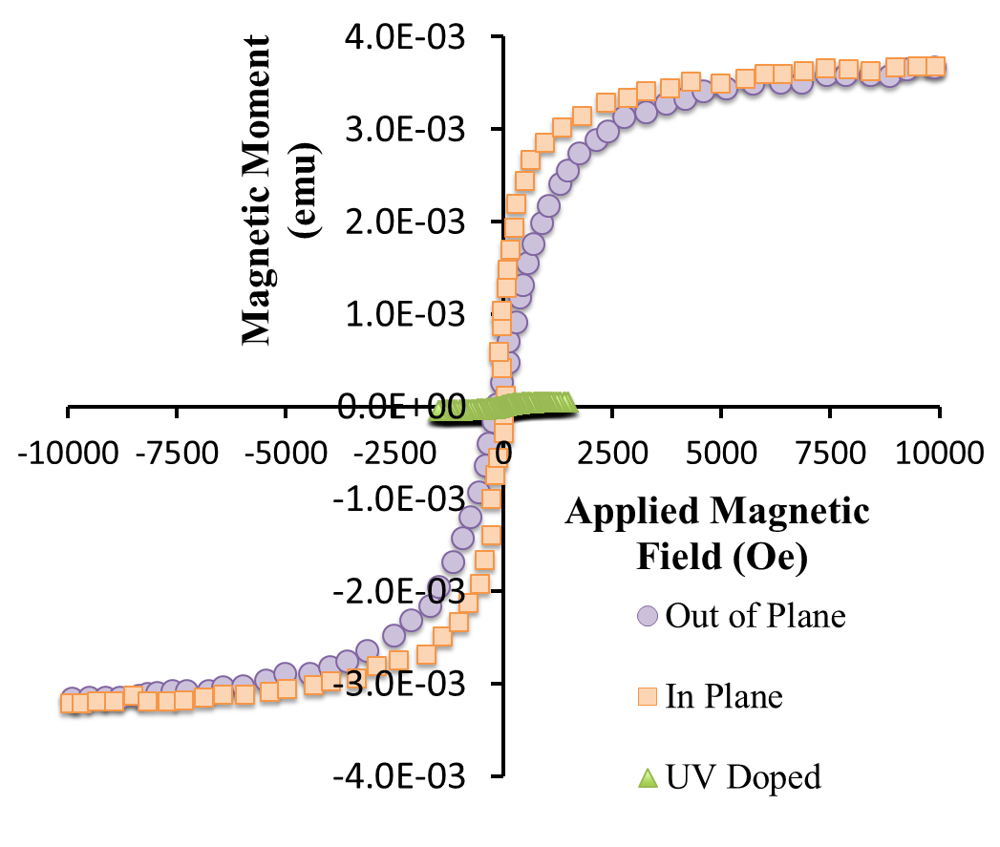 4.0E-03
3.0E-03
2.0E-03
1.0E-03
0.0E+00
-1.0E-03
-2.0E-03
-3.0E-03
-4.0E-03
Magnetic Moment
(emu)
-10000 -7500 -5000 -2500 0 2500 5000 7500 10000
Applied Magnetic
Field (Oe)
Out of Plane
In Plane
UV Doped